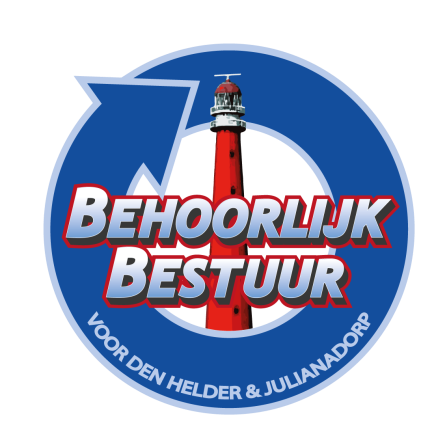 BEHOORLIJK
BESTUUR
VOOR DEN HELDER & JULIANADORP